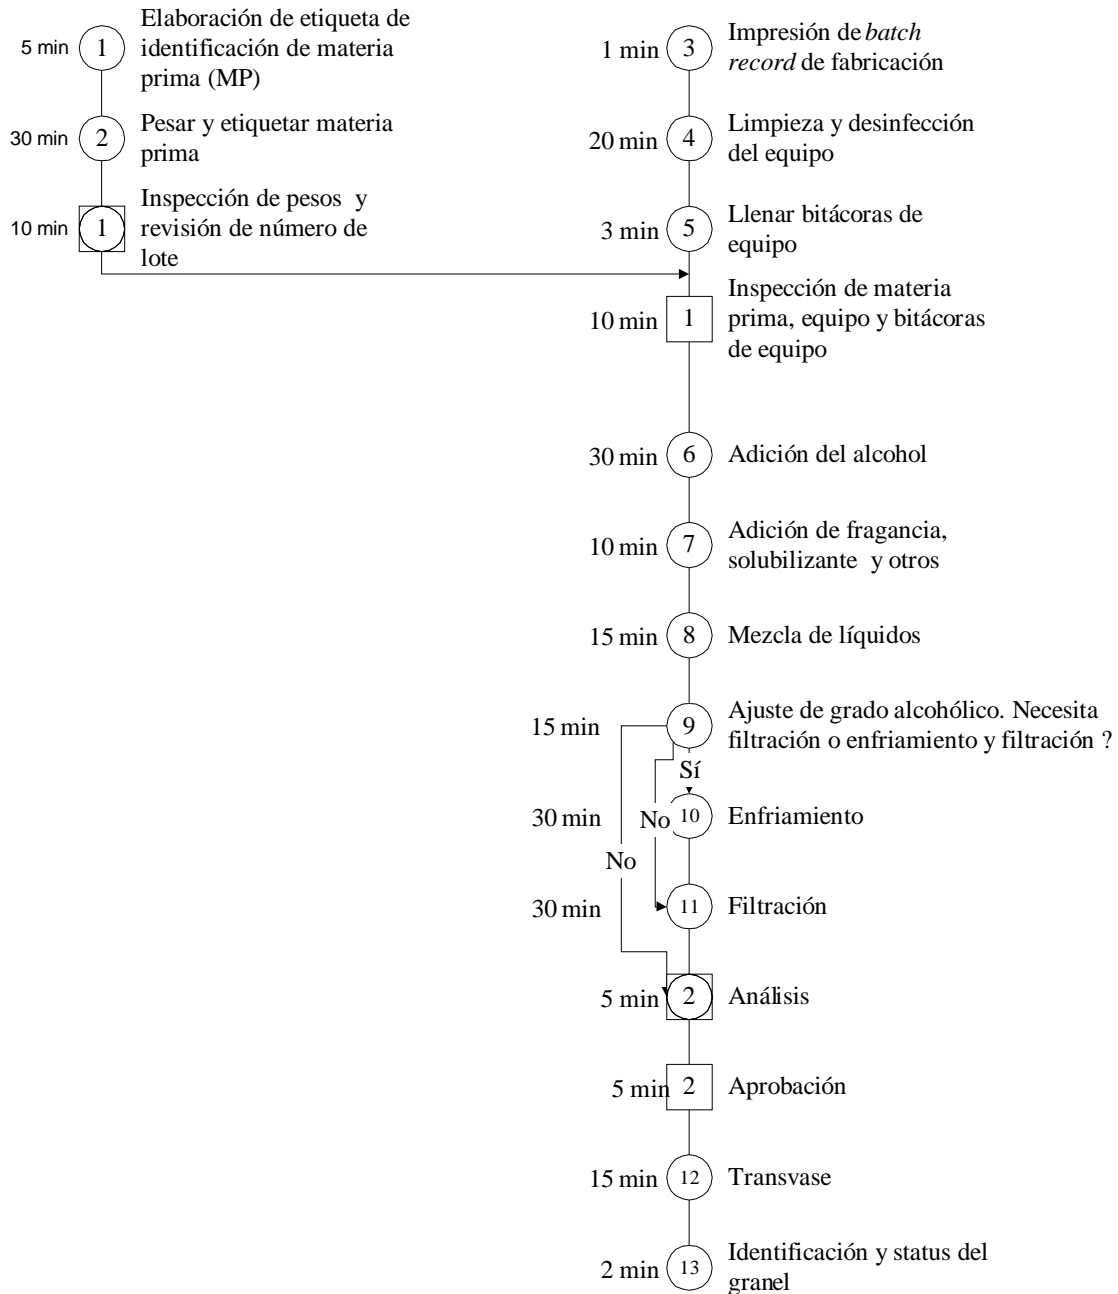 5 min
1
Elaboración de etiqueta de
identificación de materia
prima (MP)
30 min
2
Pesar y etiquetar materia
prima
10 min
1
Inspección de pesos y
revisión de número de
lote
1 min
3
Impresión de batch
record de fabricación
20 min
4
Limpieza y desinfección
del equipo
3 min
5
Llenar bitácoras de
equipo
10 min
1
Inspección de materia
prima, equipo y bitácoras
de equipo
30 min
6
Adición del alcohol
10 min
7
Adición de fragancia,
solubilizante y otros
15 min
8
Mezcla de líquidos
15 min
9
Ajuste de grado alcohólico. Necesita
filtración o enfriamiento y filtración ?
Sí
No
No
30 min
10
Enfriamiento
30 min
11
Filtración
5 min
2
Análisis
5 min
2
Aprobación
15 min
12
Transvase
2 min
13
Identificación y status del
granel